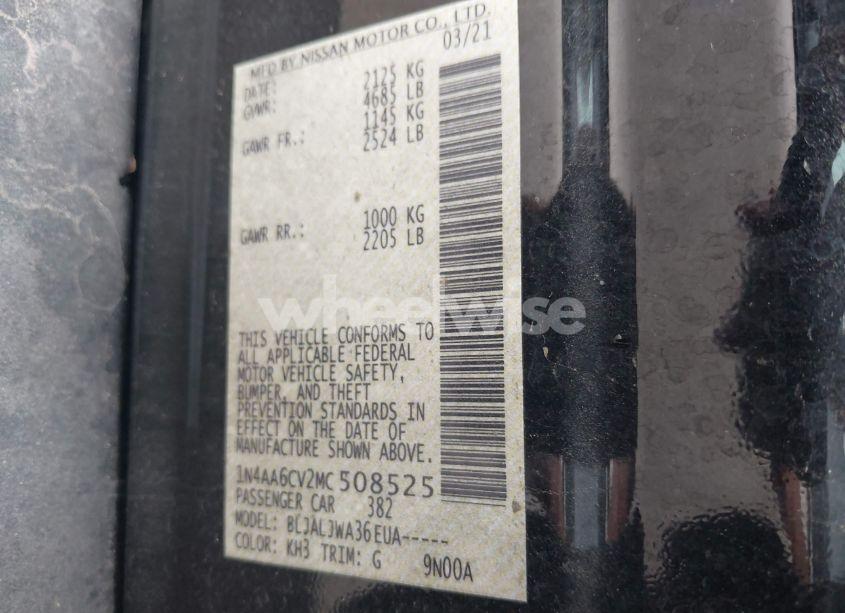 MFD BY NISSAN MOTOR CO., LTD.
DATE: 03/21
GVWR: 2125 KG
4685 LB
GAWR FR.: 1145 KG
2524 LB
GAWR RR.: 1000 KG
2205 LB
wheelwise
THIS VEHICLE CONFORMS TO
ALL APPLICABLE FEDERAL
MOTOR VEHICLE SAFETY,
BUMPER, AND THEFT
PREVENTION STANDARDS IN
EFFECT ON THE DATE OF
MANUFACTURE SHOWN ABOVE.
1N4AA6CV2MC508525
PASSENGER CAR 382
MODEL: BLJALJWA36EUA-----
COLOR: KH3 TRIM: G 9N00A